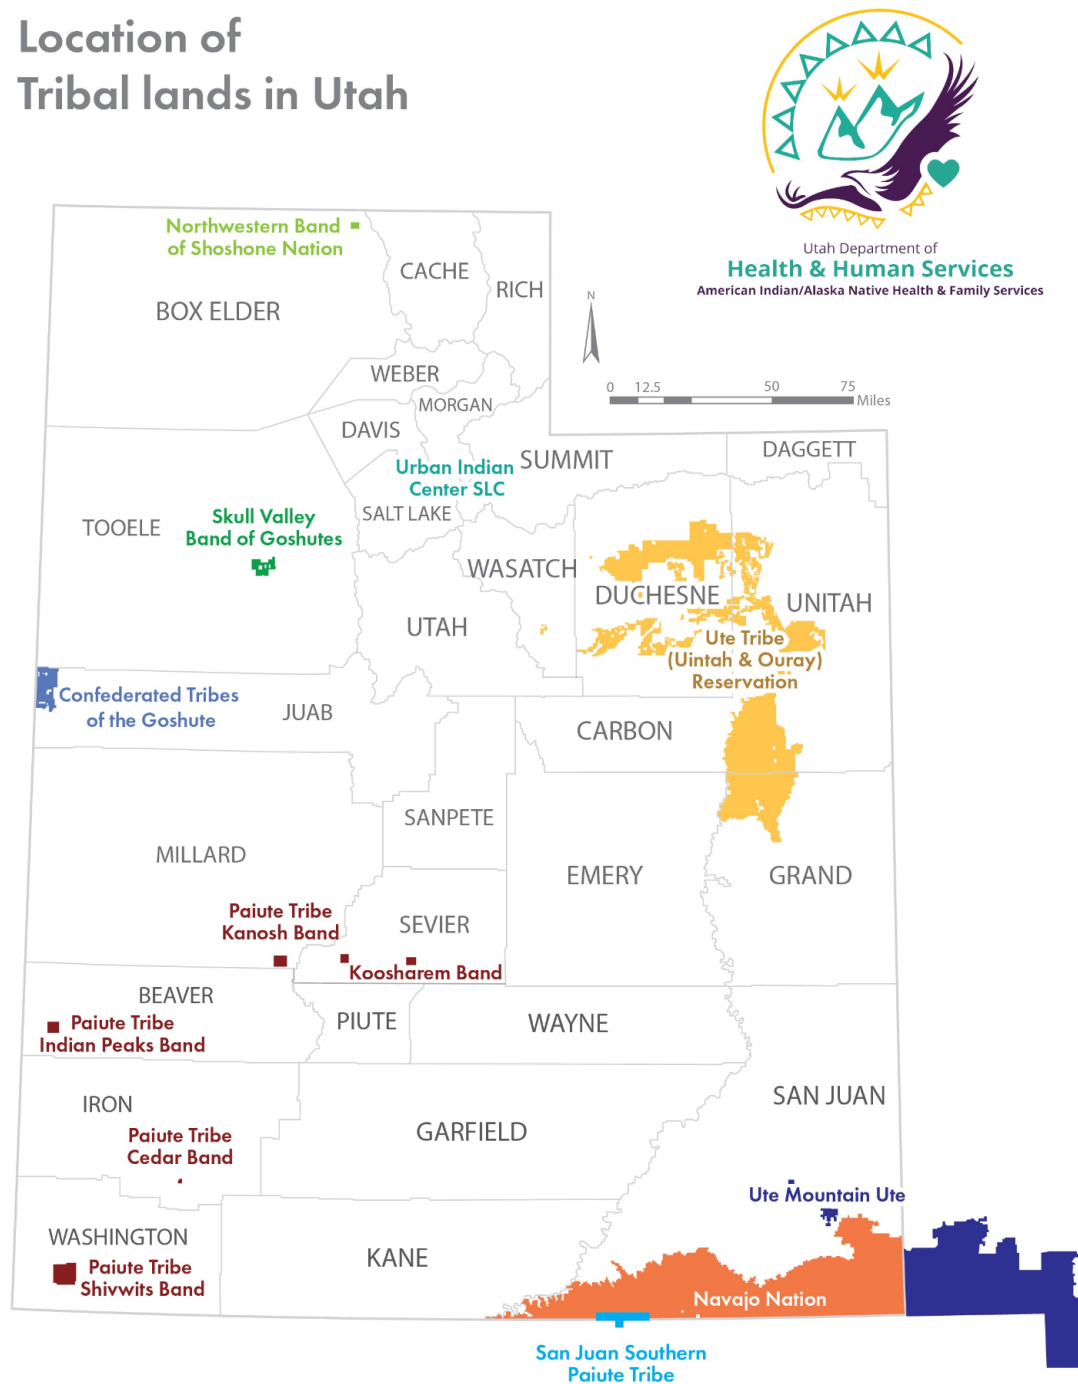 Location of
Tribal lands in Utah
Utah Department of
Health & Human Services
American Indian/Alaska Native Health & Family Services
Northwestern Band
of Shoshone Nation
CACHE
RICH
BOX ELDER
N
0 12.5 50 75
Miles
WEBER
MORGAN
DAVIS
SUMMIT
DAGGETT
Urban Indian
Center SLC
SALT LAKE
TOOELE
Skull Valley
Band of Goshutes
WASATCH
DUCHESNE
UNITAH
UTAH
Ute Tribe
(Uintah & Ouray)
Reservation
Confederated Tribes
of the Goshute
JUAB
CARBON
SANPETE
MILLARD
EMERY
GRAND
Paiute Tribe
Kanosh Band
SEVIER
Koosharem Band
BEAVER
Paiute Tribe
Indian Peaks Band
PIUTE
WAYNE
IRON
SAN JUAN
Paiute Tribe
Cedar Band
GARFIELD
Ute Mountain Ute
WASHINGTON
KANE
Paiute Tribe
Shivwits Band
Navajo Nation
San Juan Southern
Paiute Tribe